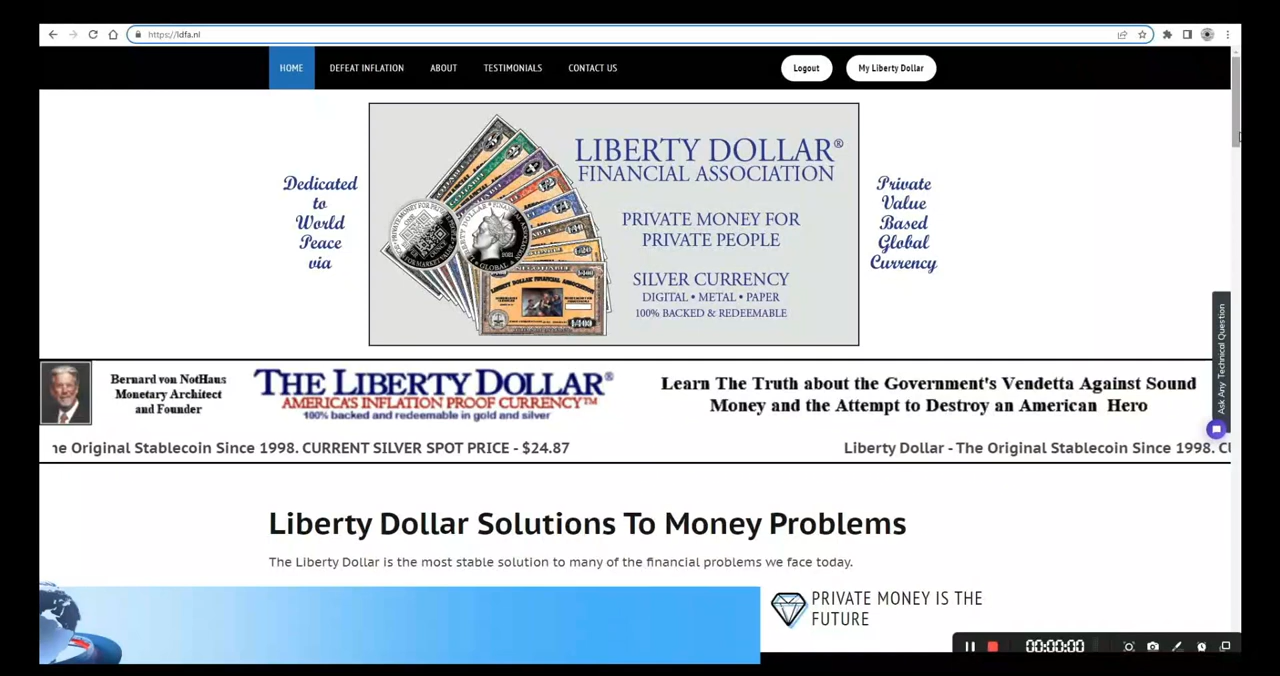 https://ldfa.nl
HOME DEFEAT INFLATION ABOUT TESTIMONIALS CONTACT US Logout My Liberty Dollar
Dedicated
to
World
Peace
via
LIBERTY DOLLAR®
FINANCIAL ASSOCIATION
PRIVATE MONEY FOR
PRIVATE PEOPLE
SILVER CURRENCY
DIGITAL • METAL • PAPER
100% BACKED & REDEEMABLE
Private
Value
Based
Global
Currency
Ask Any Technical Question
Bernard von NotHaus
Monetary Architect
and Founder
THE LIBERTY DOLLAR®
AMERICA'S INFLATION PROOF CURRENCY™
100% backed and redeemable in gold and silver
Learn The Truth about the Government's Vendetta Against Sound
Money and the Attempt to Destroy an American Hero
ne Original Stablecoin Since 1998. CURRENT SILVER SPOT PRICE - $24.87 Liberty Dollar - The Original Stablecoin Since 1998.
Liberty Dollar Solutions To Money Problems
The Liberty Dollar is the most stable solution to many of the financial problems we face today.
PRIVATE MONEY IS THE
FUTURE
00:00:00